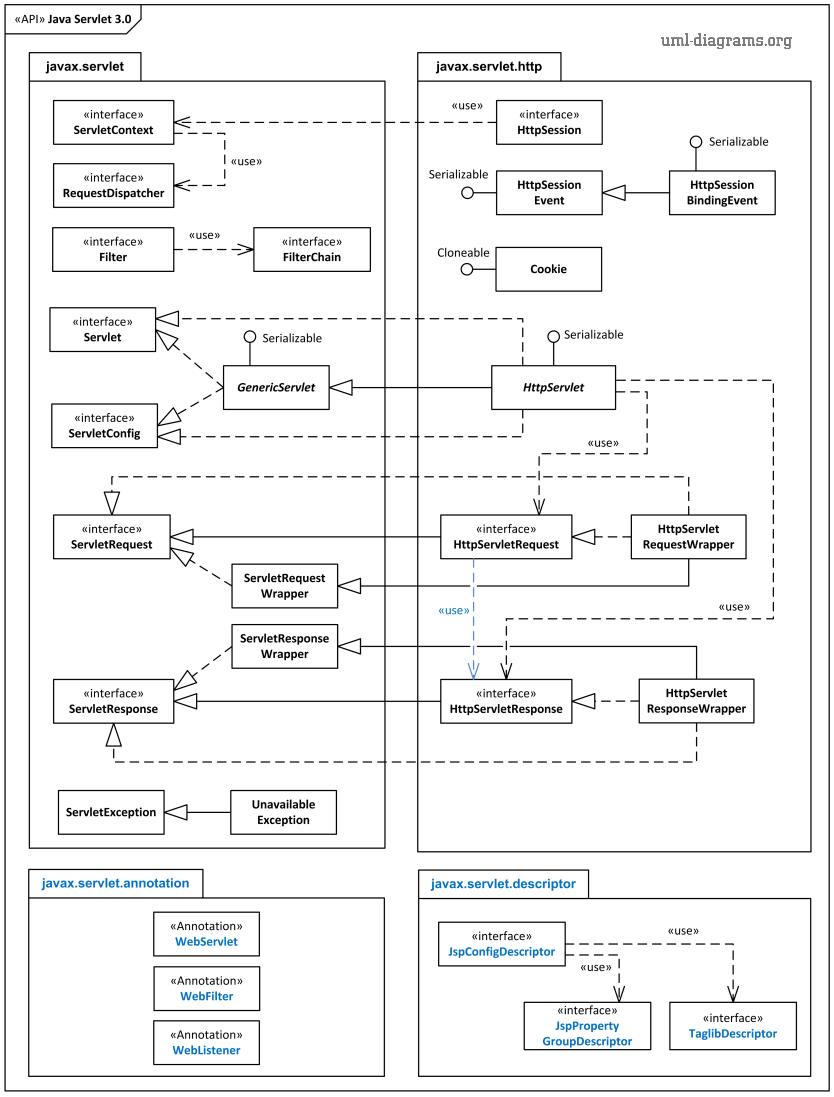 «API» Java Servlet 3.0
uml-diagrams.org
javax.servlet
«interface»
ServletContext
«use»
«interface»
RequestDispatcher
«interface»
Filter
«use»
«interface»
FilterChain
«interface»
Servlet
Serializable
GenericServlet
«interface»
ServletConfig
«interface»
ServletRequest
ServletRequest
Wrapper
ServletResponse
Wrapper
«interface»
ServletResponse
ServletException
Unavailable
Exception
javax.servlet.http
«use»
«interface»
HttpSession
Serializable
Serializable
HttpSession
Event
HttpSession
BindingEvent
Cloneable
Cookie
Serializable
HttpServlet
«use»
«interface»
HttpServletRequest
HttpServlet
RequestWrapper
«use»
«use»
«interface»
HttpServletResponse
HttpServlet
ResponseWrapper
javax.servlet.annotation
«Annotation»
WebServlet
«Annotation»
WebFilter
«Annotation»
WebListener
javax.servlet.descriptor
«interface»
JspConfigDescriptor
«use»
«use»
«interface»
JspProperty
GroupDescriptor
«interface»
TaglibDescriptor